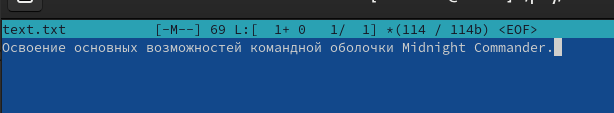 text.txt [-M--] 69 L:[ 1+ 0 1/ 1] *(114 / 114b) <EOF>
Освоение основных возможностей командной оболочки Midnight Commander.